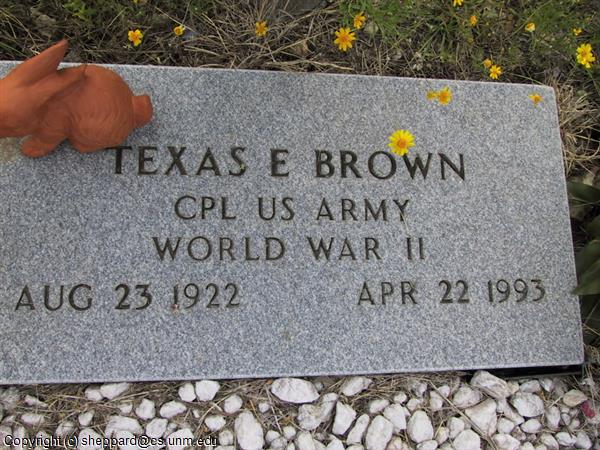 TEXAS E BROWN
CPL US ARMY
WORLD WAR II
AUG 23 1922 APR 22 1993
Copyright (c) sheppard@cs.unm.edu